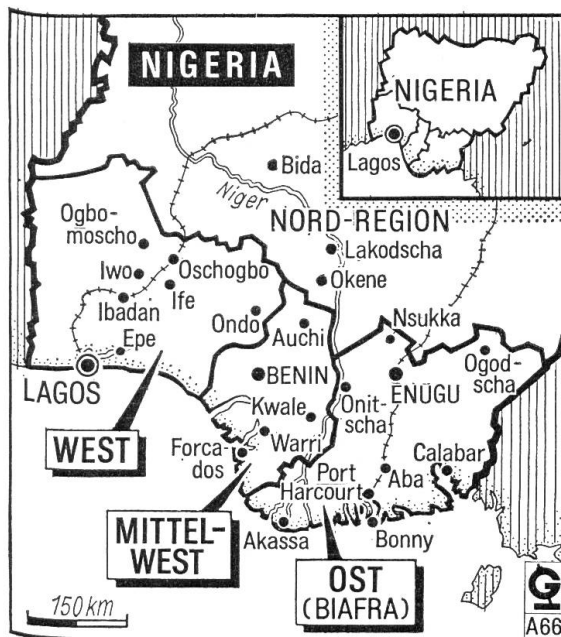 NIGERIA
NIGERIA
Lagos
Bida
Niger
NORD-REGION
Ogbo-
moscho
Lakodscha
Oschogbo
Iwo
Okene
Ife
Ibadan
Ondo
Nsukka
Auchi
Epe
Ogod-
scha
LAGOS
BENIN
ENUGU
Onit-
scha
Kwale
WEST
Warri
Forca-
dos
Calabar
Port
Harcourt
Aba
MITTEL-
WEST
Akassa
Bonny
OST
(BIAFRA)
150 km
G
A66